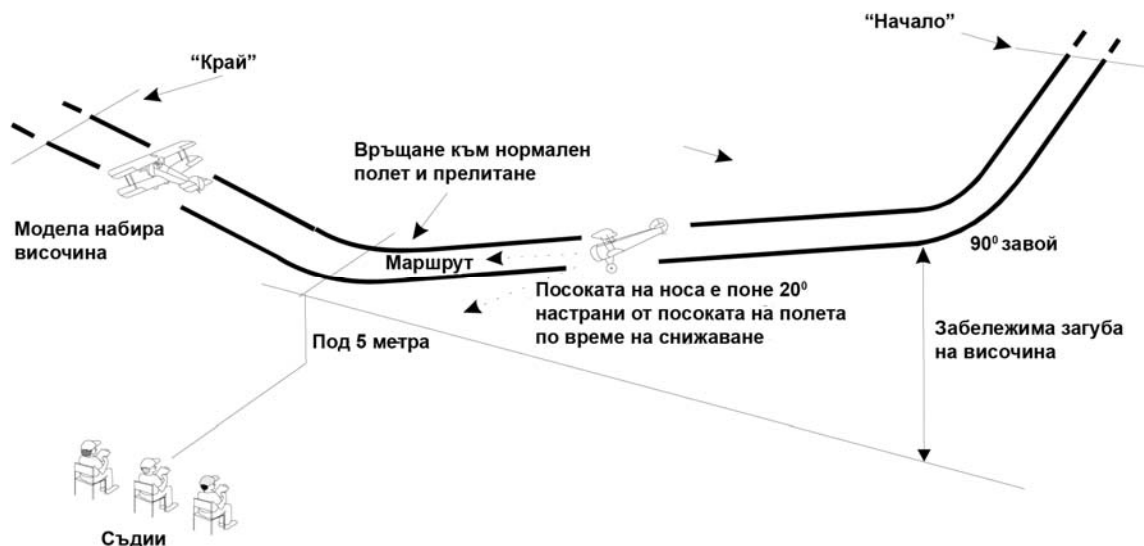 “Начало”
“Край”
Връщане към нормален
полет и прелитане
Модела набира
височина
90⁰ завой
Маршрут
Посоката на носа е поне 20⁰
настрани от посоката на полета
по време на снижаване
Забележима загуба
на височина
Под 5 метра
Съдии